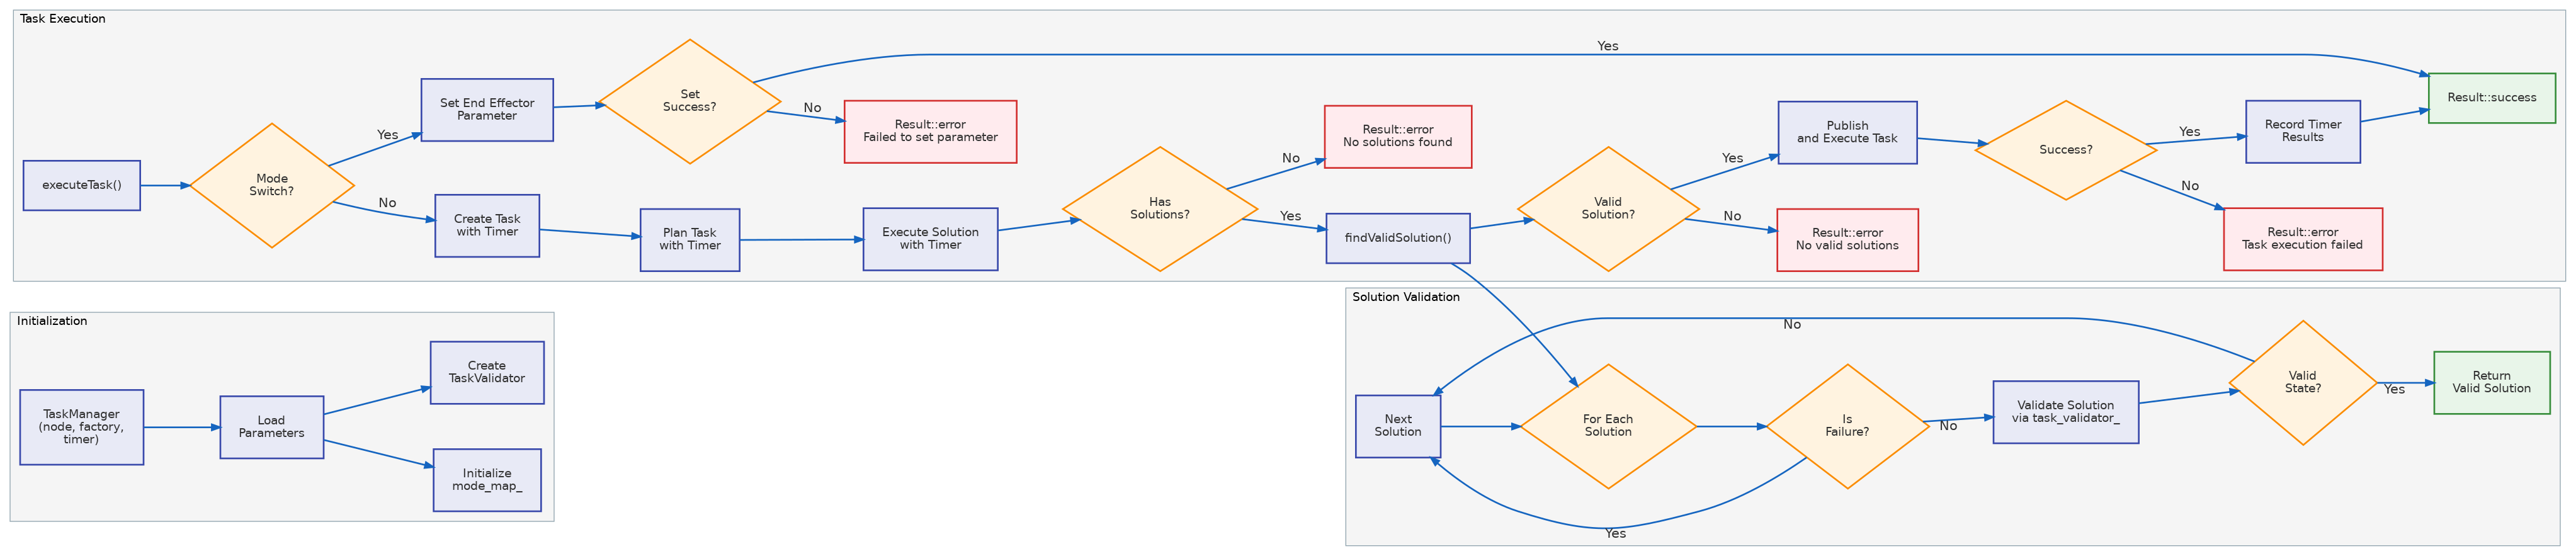 Task Execution
executeTask()
Mode
Switch?
Yes
No
Set End Effector
Parameter
Set
Success?
Yes
No
Result::error
Failed to set parameter
Create Task
with Timer
Plan Task
with Timer
Execute Solution
with Timer
Has
Solutions?
No
Yes
Result::error
No solutions found
findValidSolution()
Valid
Solution?
Yes
No
Publish
and Execute Task
Result::error
No valid solutions
Success?
Yes
No
Record Timer
Results
Result::error
Task execution failed
Result::success
Initialization
TaskManager
(node, factory,
timer)
Load
Parameters
Create
TaskValidator
Initialize
mode_map_
Solution Validation
Next
Solution
For Each
Solution
Is
Failure?
No
Yes
Validate Solution
via task_validator_
Valid
State?
No
Yes
Return
Valid Solution